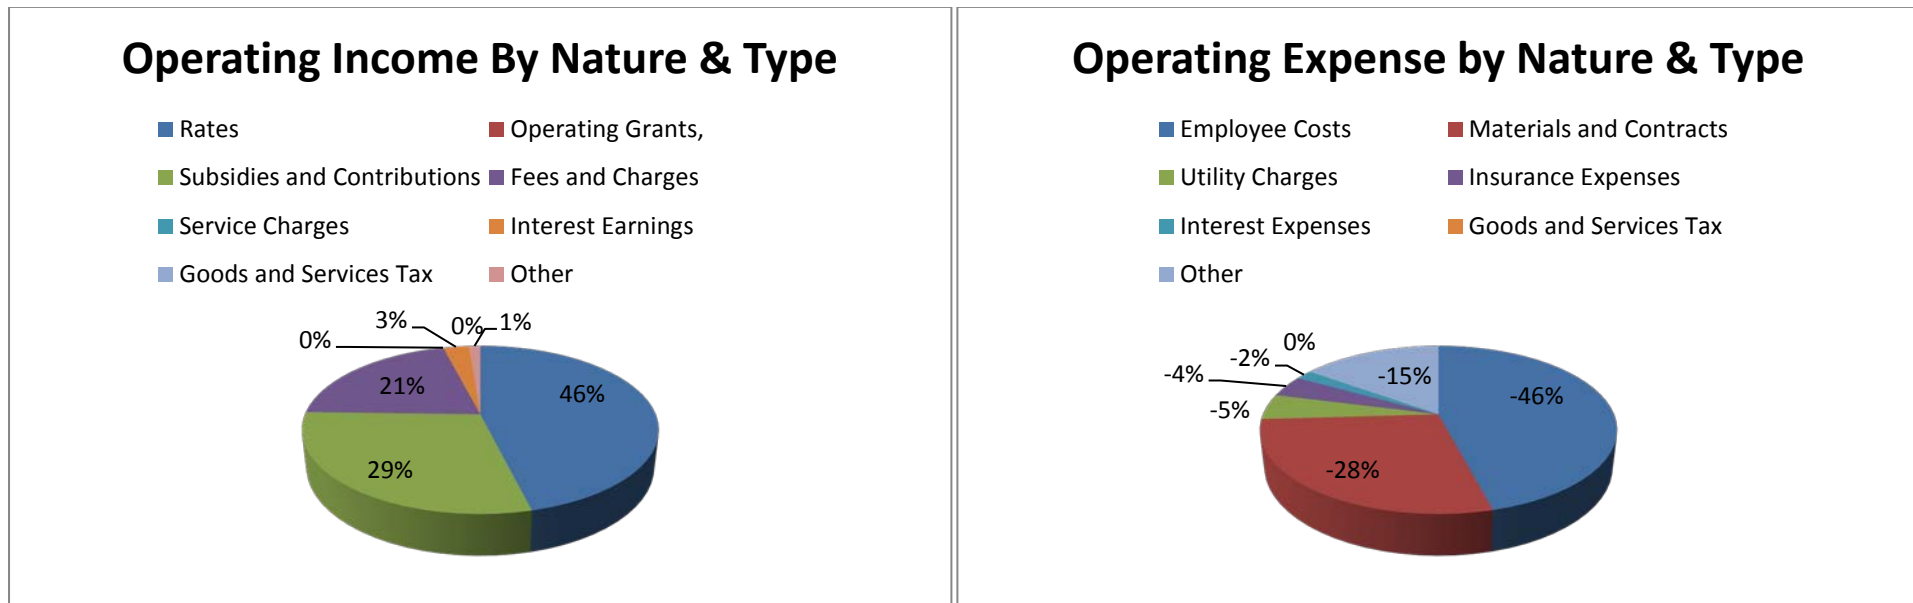 Operating Income By Nature & Type
Rates
Operating Grants,
Subsidies and Contributions
Fees and Charges
Service Charges
Interest Earnings
Goods and Services Tax
Other
3%
0%
1%
0%
21%
46%
29%
Operating Expense by Nature & Type
Employee Costs
Materials and Contracts
Utility Charges
Insurance Expenses
Interest Expenses
Goods and Services Tax
Other
0%
-2%
-4%
-15%
-46%
-5%
-28%